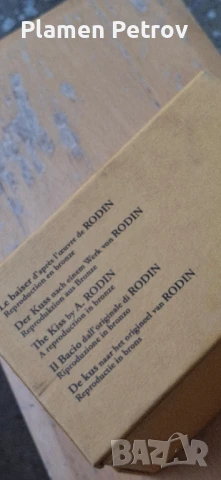 Plamen Petrov
Le baiser d'après l'œuvre de RODIN
Reproduction en bronze
Der Kuss nach einem Werk von RODIN
Reproduktion aus Bronze
The Kiss by A. RODIN
A reproduction in bronze
Il Bacio dall'originale di RODIN
Riproduzione in bronzo
De kus naar het origineel van RODIN
Reproductie in brons
bazar